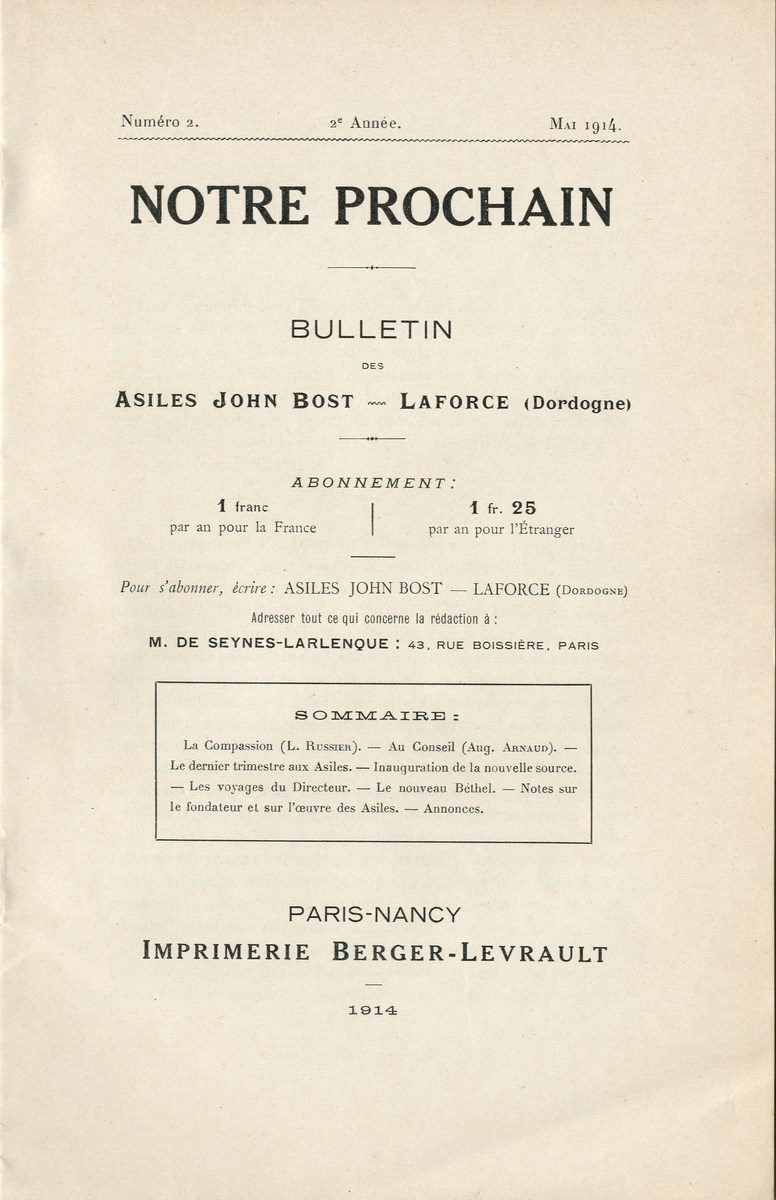 Numéro 2. 2e Année. Mai 1914.
NOTRE PROCHAIN
BULLETIN
DES
ASILES JOHN BOST — LAFORCE (Dordogne)
ABONNEMENT :
1 franc 1 fr. 25
par an pour la France par an pour l'Étranger
Pour s'abonner, écrire : ASILES JOHN BOST — LAFORCE (DORDOGNE)
Adresser tout ce qui concerne la rédaction à :
M. DE SEYNES-LARLENQUE : 43, RUE BOISSIÈRE, PARIS
SOMMAIRE :
La Compassion (L. RUSSIER). — Au Conseil (Aug. ARNAUD). —
Le dernier trimestre aux Asiles. — Inauguration de la nouvelle source.
— Les voyages du Directeur. — Le nouveau Béthel. — Notes sur
le fondateur et sur l'œuvre des Asiles. — Annonces.
PARIS-NANCY
IMPRIMERIE BERGER-LEVRAULT
1914